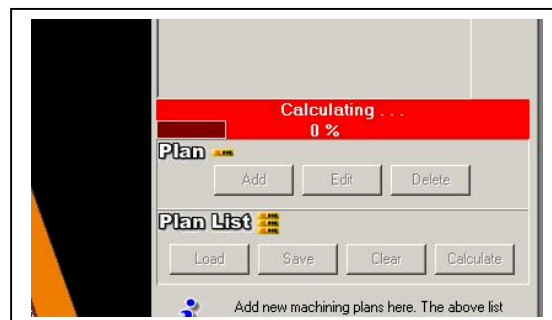 Calculating . . .
0 %
Plan
Add Edit Delete
Plan List
Load Save Clear Calculate
Add new machining plans here. The above list